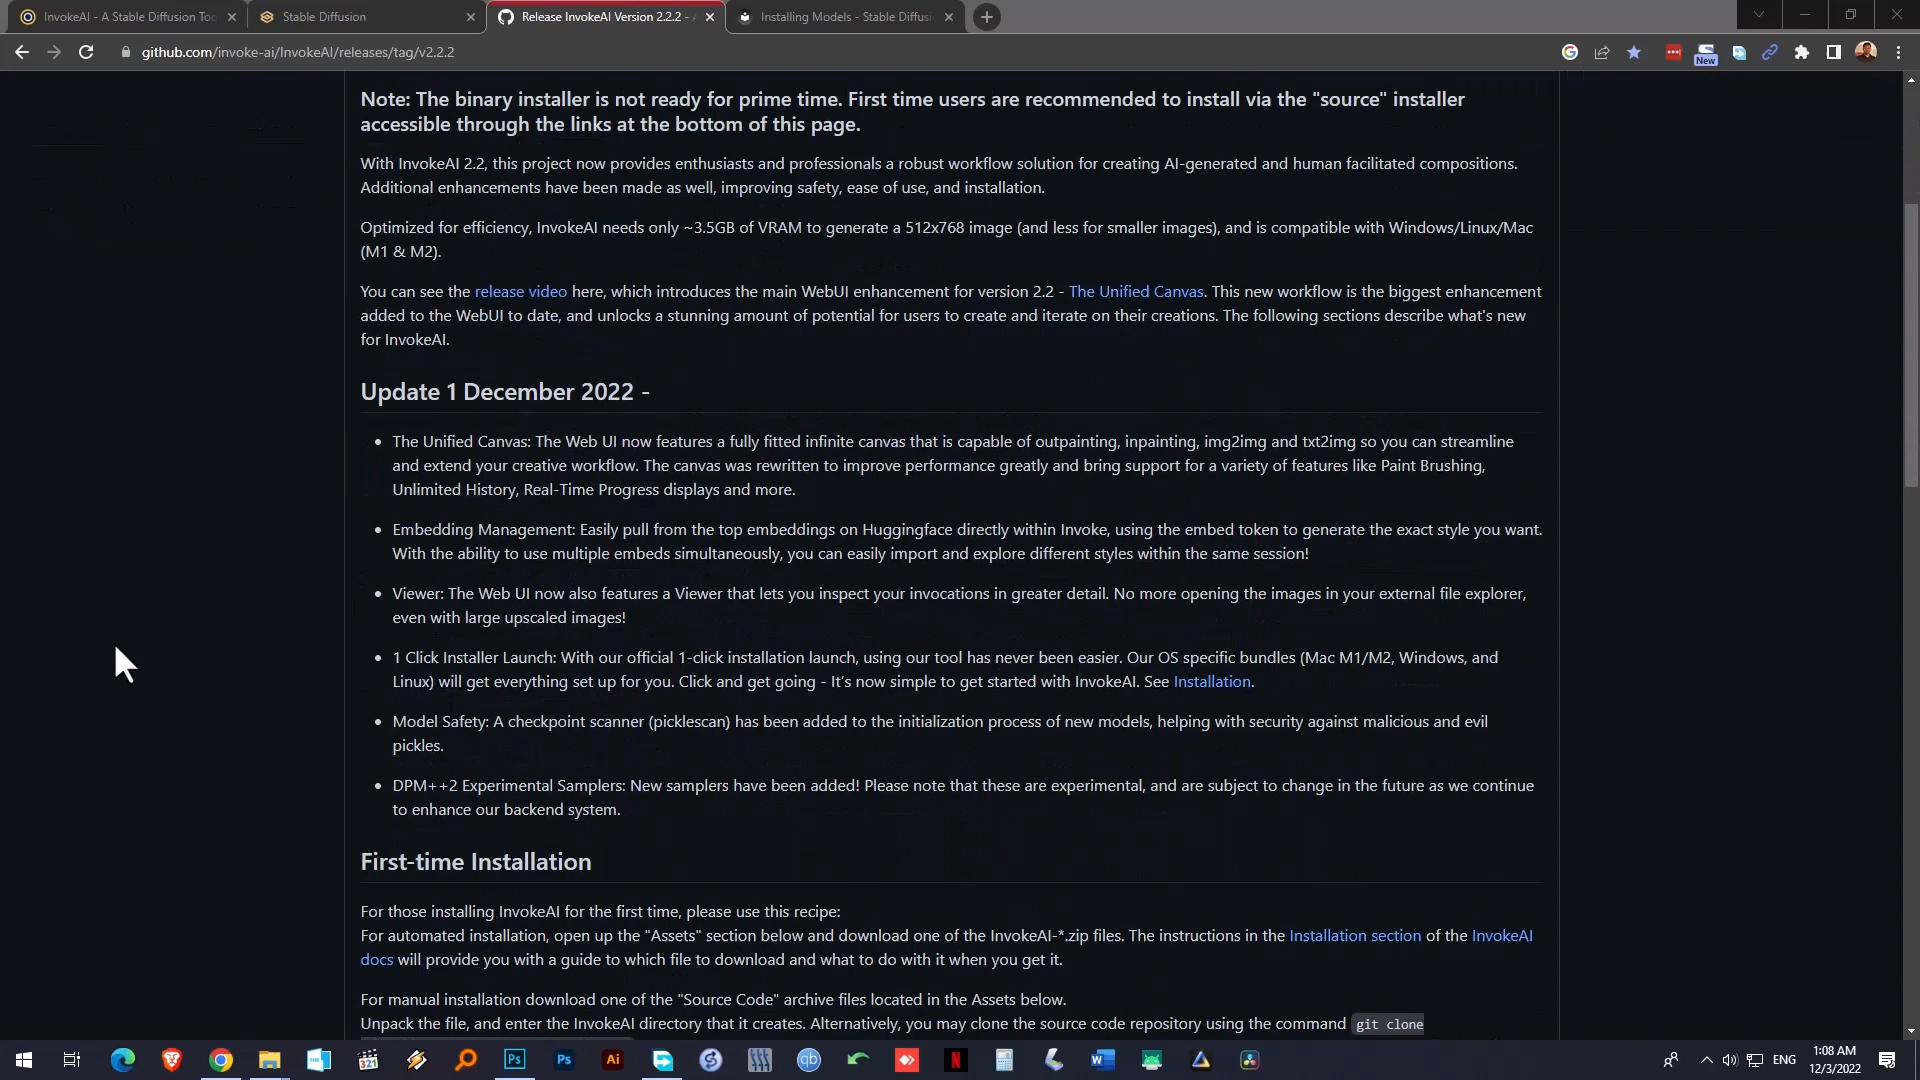 InvokeAI - A Stable Diffusion Too
Stable Diffusion
Release InvokeAI Version 2.2.2 -
Installing Models - Stable Diffusi
github.com/invoke-ai/InvokeAI/releases/tag/v2.2.2
New
Note: The binary installer is not ready for prime time. First time users are recommended to install via the "source" installer
accessible through the links at the bottom of this page.
With InvokeAI 2.2, this project now provides enthusiasts and professionals a robust workflow solution for creating AI-generated and human facilitated compositions.
Additional enhancements have been made as well, improving safety, ease of use, and installation.
Optimized for efficiency, InvokeAI needs only ~3.5GB of VRAM to generate a 512x768 image (and less for smaller images), and is compatible with Windows/Linux/Mac
(M1 & M2).
You can see the release video here, which introduces the main WebUI enhancement for version 2.2 - The Unified Canvas. This new workflow is the biggest enhancement
added to the WebUI to date, and unlocks a stunning amount of potential for users to create and iterate on their creations. The following sections describe what's new
for InvokeAI.
Update 1 December 2022 -
• The Unified Canvas: The Web UI now features a fully fitted infinite canvas that is capable of outpainting, inpainting, img2img and txt2img so you can streamline
and extend your creative workflow. The canvas was rewritten to improve performance greatly and bring support for a variety of features like Paint Brushing,
Unlimited History, Real-Time Progress displays and more.
• Embedding Management: Easily pull from the top embeddings on Huggingface directly within Invoke, using the embed token to generate the exact style you want.
With the ability to use multiple embeds simultaneously, you can easily import and explore different styles within the same session!
• Viewer: The Web UI now also features a Viewer that lets you inspect your invocations in greater detail. No more opening the images in your external file explorer,
even with large upscaled images!
• 1 Click Installer Launch: With our official 1-click installation launch, using our tool has never been easier. Our OS specific bundles (Mac M1/M2, Windows, and
Linux) will get everything set up for you. Click and get going - It's now simple to get started with InvokeAI. See Installation.
• Model Safety: A checkpoint scanner (picklescan) has been added to the initialization process of new models, helping with security against malicious and evil
pickles.
• DPM++2 Experimental Samplers: New samplers have been added! Please note that these are experimental, and are subject to change in the future as we continue
to enhance our backend system.
First-time Installation
For those installing InvokeAI for the first time, please use this recipe:
For automated installation, open up the "Assets" section below and download one of the InvokeAI-*.zip files. The instructions in the Installation section of the InvokeAI
docs will provide you with a guide to which file to download and what to do with it when you get it.
For manual installation download one of the "Source Code" archive files located in the Assets below.
Unpack the file, and enter the InvokeAI directory that it creates. Alternatively, you may clone the source code repository using the command git clone
321
Ps
Ps
Ai
qb
N
W
ENG
1:08 AM
12/3/2022